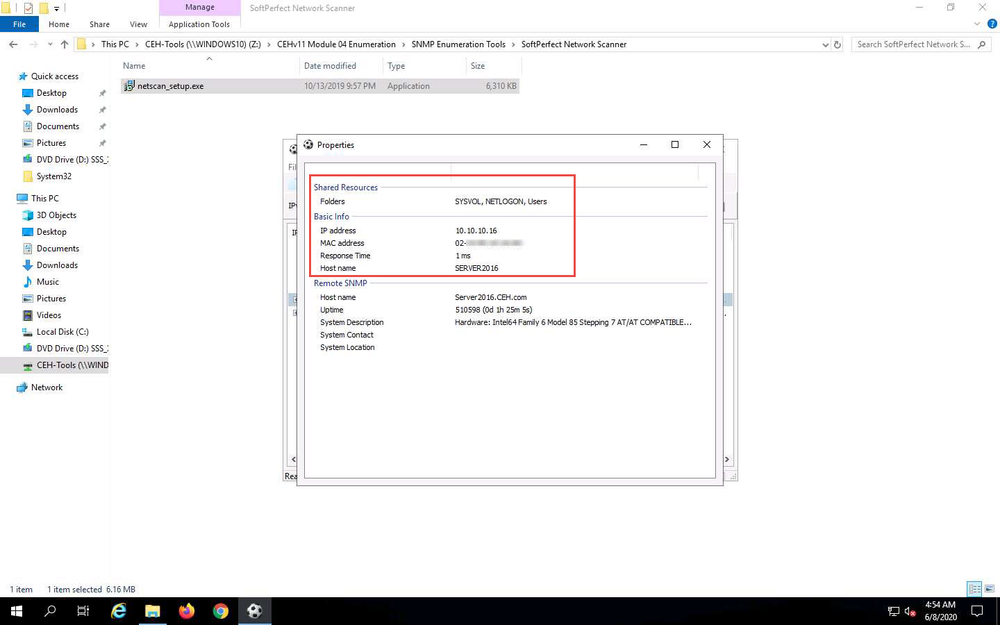 Manage
SoftPerfect Network Scanner
File
Home
Share
View
Application Tools
This PC
CEH-Tools (\\WINDOWS10) (Z:)
CEHv11 Module 04 Enumeration
SNMP Enumeration Tools
SoftPerfect Network Scanner
Search SoftPerfect Network S...
Name
Date modified
Type
Size
netscan_setup.exe
10/13/2019 9:57 PM
Application
6,310 KB
Quick access
Desktop
Downloads
Documents
Pictures
DVD Drive (D:) SSS_
System32
This PC
3D Objects
Desktop
Documents
Downloads
Music
Pictures
Videos
Local Disk (C:)
DVD Drive (D:) SSS_
CEH-Tools (\\WIND
Network
Properties
Shared Resources
Folders SYSVOL, NETLOGON, Users
Basic Info
IP address 10.10.10.16
MAC address 02-
Response Time 1 ms
Host name SERVER2016
Remote SNMP
Host name Server2016.CEH.com
Uptime 510598 (0d 1h 25m 5s)
System Description Hardware: Intel64 Family 6 Model 85 Stepping 7 AT/AT COMPATIBLE...
System Contact
System Location
Rea
1 item
1 item selected 6.16 MB
4:54 AM
6/8/2020